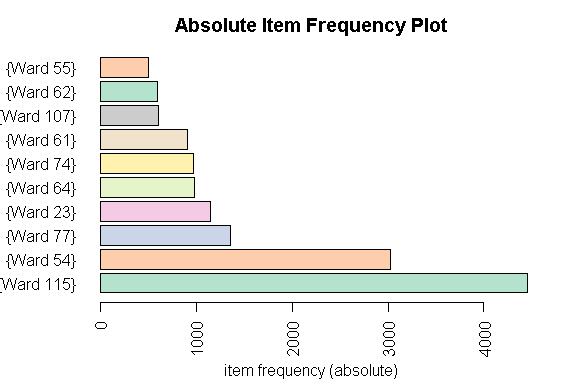 Absolute Item Frequency Plot
{Ward 55}
{Ward 62}
{Ward 107}
{Ward 61}
{Ward 74}
{Ward 64}
{Ward 23}
{Ward 77}
{Ward 54}
{Ward 115}
0
1000
2000
3000
4000
item frequency (absolute)